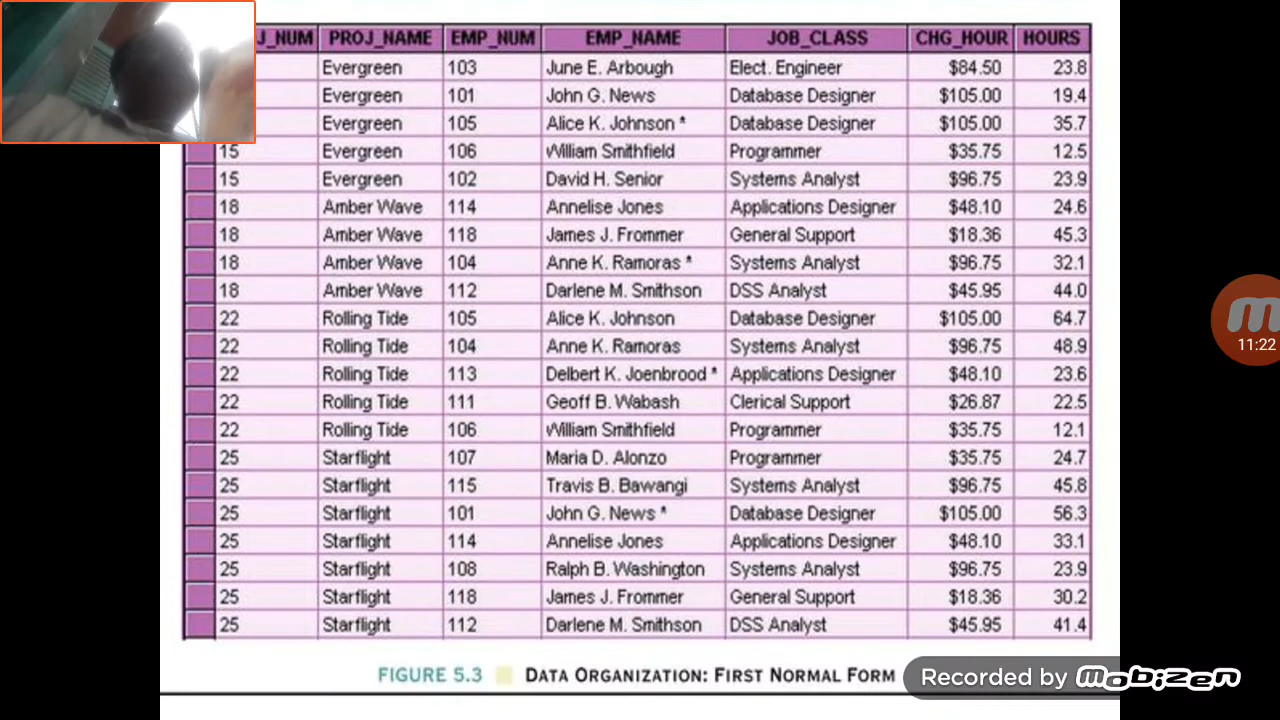 J_NUM PROJ_NAME EMP_NUM EMP_NAME JOB_CLASS CHG_HOUR HOURS
Evergreen 103 June E. Arbough Elect. Engineer $84.50 23.8
Evergreen 101 John G. News Database Designer $105.00 19.4
Evergreen 105 Alice K. Johnson * Database Designer $105.00 35.7
15 Evergreen 106 William Smithfield Programmer $35.75 12.5
15 Evergreen 102 David H. Senior Systems Analyst $96.75 23.9
18 Amber Wave 114 Annelise Jones Applications Designer $48.10 24.6
18 Amber Wave 118 James J. Frommer General Support $18.36 45.3
18 Amber Wave 104 Anne K. Ramoras * Systems Analyst $96.75 32.1
18 Amber Wave 112 Darlene M. Smithson DSS Analyst $45.95 44.0
22 Rolling Tide 105 Alice K. Johnson Database Designer $105.00 64.7
22 Rolling Tide 104 Anne K. Ramoras Systems Analyst $96.75 48.9
22 Rolling Tide 113 Delbert K. Joenbrood * Applications Designer $48.10 23.6
22 Rolling Tide 111 Geoff B. Wabash Clerical Support $26.87 22.5
22 Rolling Tide 106 William Smithfield Programmer $35.75 12.1
25 Starflight 107 Maria D. Alonzo Programmer $35.75 24.7
25 Starflight 115 Travis B. Bawangi Systems Analyst $96.75 45.8
25 Starflight 101 John G. News * Database Designer $105.00 56.3
25 Starflight 114 Annelise Jones Applications Designer $48.10 33.1
25 Starflight 108 Ralph B. Washington Systems Analyst $96.75 23.9
25 Starflight 118 James J. Frommer General Support $18.36 30.2
25 Starflight 112 Darlene M. Smithson DSS Analyst $45.95 41.4
FIGURE 5.3 DATA ORGANIZATION: FIRST NORMAL FORM
Recorded by mobizen
m
11:22